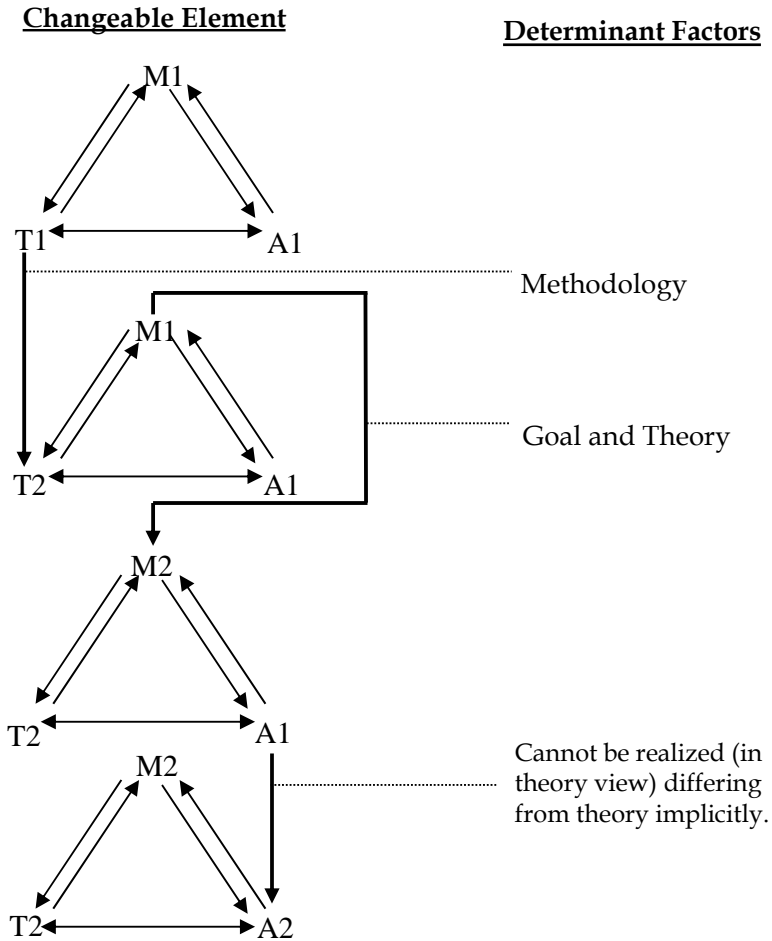 Changeable Element
Determinant Factors
M1
T1
A1
Methodology
M1
Goal and Theory
T2
A1
M2
T2
A1
M2
Cannot be realized (in
theory view) differing
from theory implicitly.
T2
A2